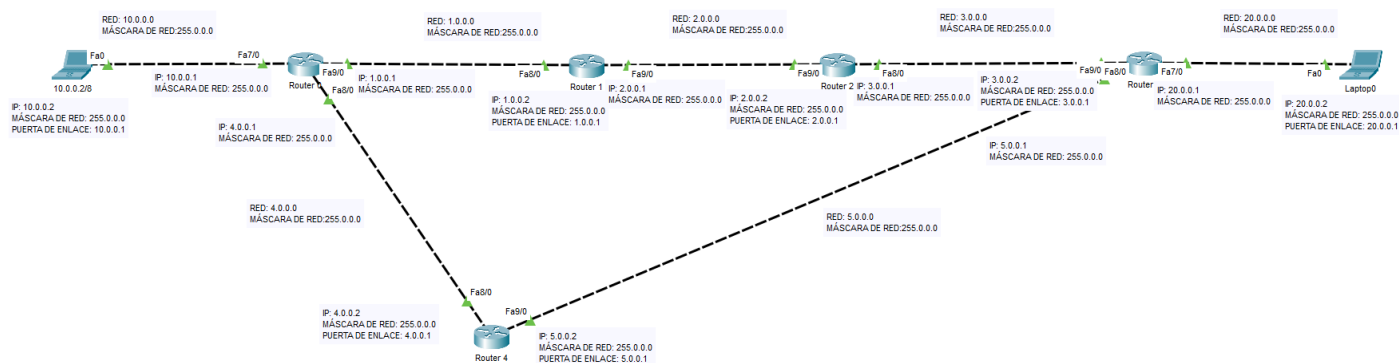 RED: 10.0.0.0
MÁSCARA DE RED:255.0.0.0
RED: 1.0.0.0
MÁSCARA DE RED:255.0.0.0
RED: 2.0.0.0
MÁSCARA DE RED:255.0.0.0
RED: 3.0.0.0
MÁSCARA DE RED:255.0.0.0
RED: 20.0.0.0
MÁSCARA DE RED:255.0.0.0
Fa0
10.0.0.2/8
IP: 10.0.0.2
MÁSCARA DE RED: 255.0.0.0
PUERTA DE ENLACE: 10.0.0.1
Fa7/0
IP: 10.0.0.1
MÁSCARA DE RED: 255.0.0.0
Router
Fa9/0
Fa8/0
IP: 1.0.0.1
MÁSCARA DE RED: 255.0.0.0
IP: 4.0.0.1
MÁSCARA DE RED: 255.0.0.0
Fa8/0
Router 1
Fa9/0
IP: 1.0.0.2
MÁSCARA DE RED: 255.0.0.0
PUERTA DE ENLACE: 1.0.0.1
IP: 2.0.0.1
MÁSCARA DE RED: 255.0.0.0
Fa9/0
Router 2
Fa8/0
IP: 2.0.0.2
MÁSCARA DE RED: 255.0.0.0
PUERTA DE ENLACE: 2.0.0.1
IP: 3.0.0.1
MÁSCARA DE RED: 255.0.0.0
Fa9/0
Fa8/0
Router
Fa7/0
IP: 3.0.0.2
MÁSCARA DE RED: 255.0.0.0
PUERTA DE ENLACE: 3.0.0.1
IP: 20.0.0.1
MÁSCARA DE RED: 255.0.0.0
Fa0
Laptop0
IP: 20.0.0.2
MÁSCARA DE RED: 255.0.0.0
PUERTA DE ENLACE: 20.0.0.1
IP: 5.0.0.1
MÁSCARA DE RED: 255.0.0.0
RED: 4.0.0.0
MÁSCARA DE RED:255.0.0.0
RED: 5.0.0.0
MÁSCARA DE RED:255.0.0.0
Fa8/0
IP: 4.0.0.2
MÁSCARA DE RED: 255.0.0.0
PUERTA DE ENLACE: 4.0.0.1
Fa9/0
Router 4
IP: 5.0.0.2
MÁSCARA DE RED: 255.0.0.0
PUERTA DE ENLACE: 5.0.0.1